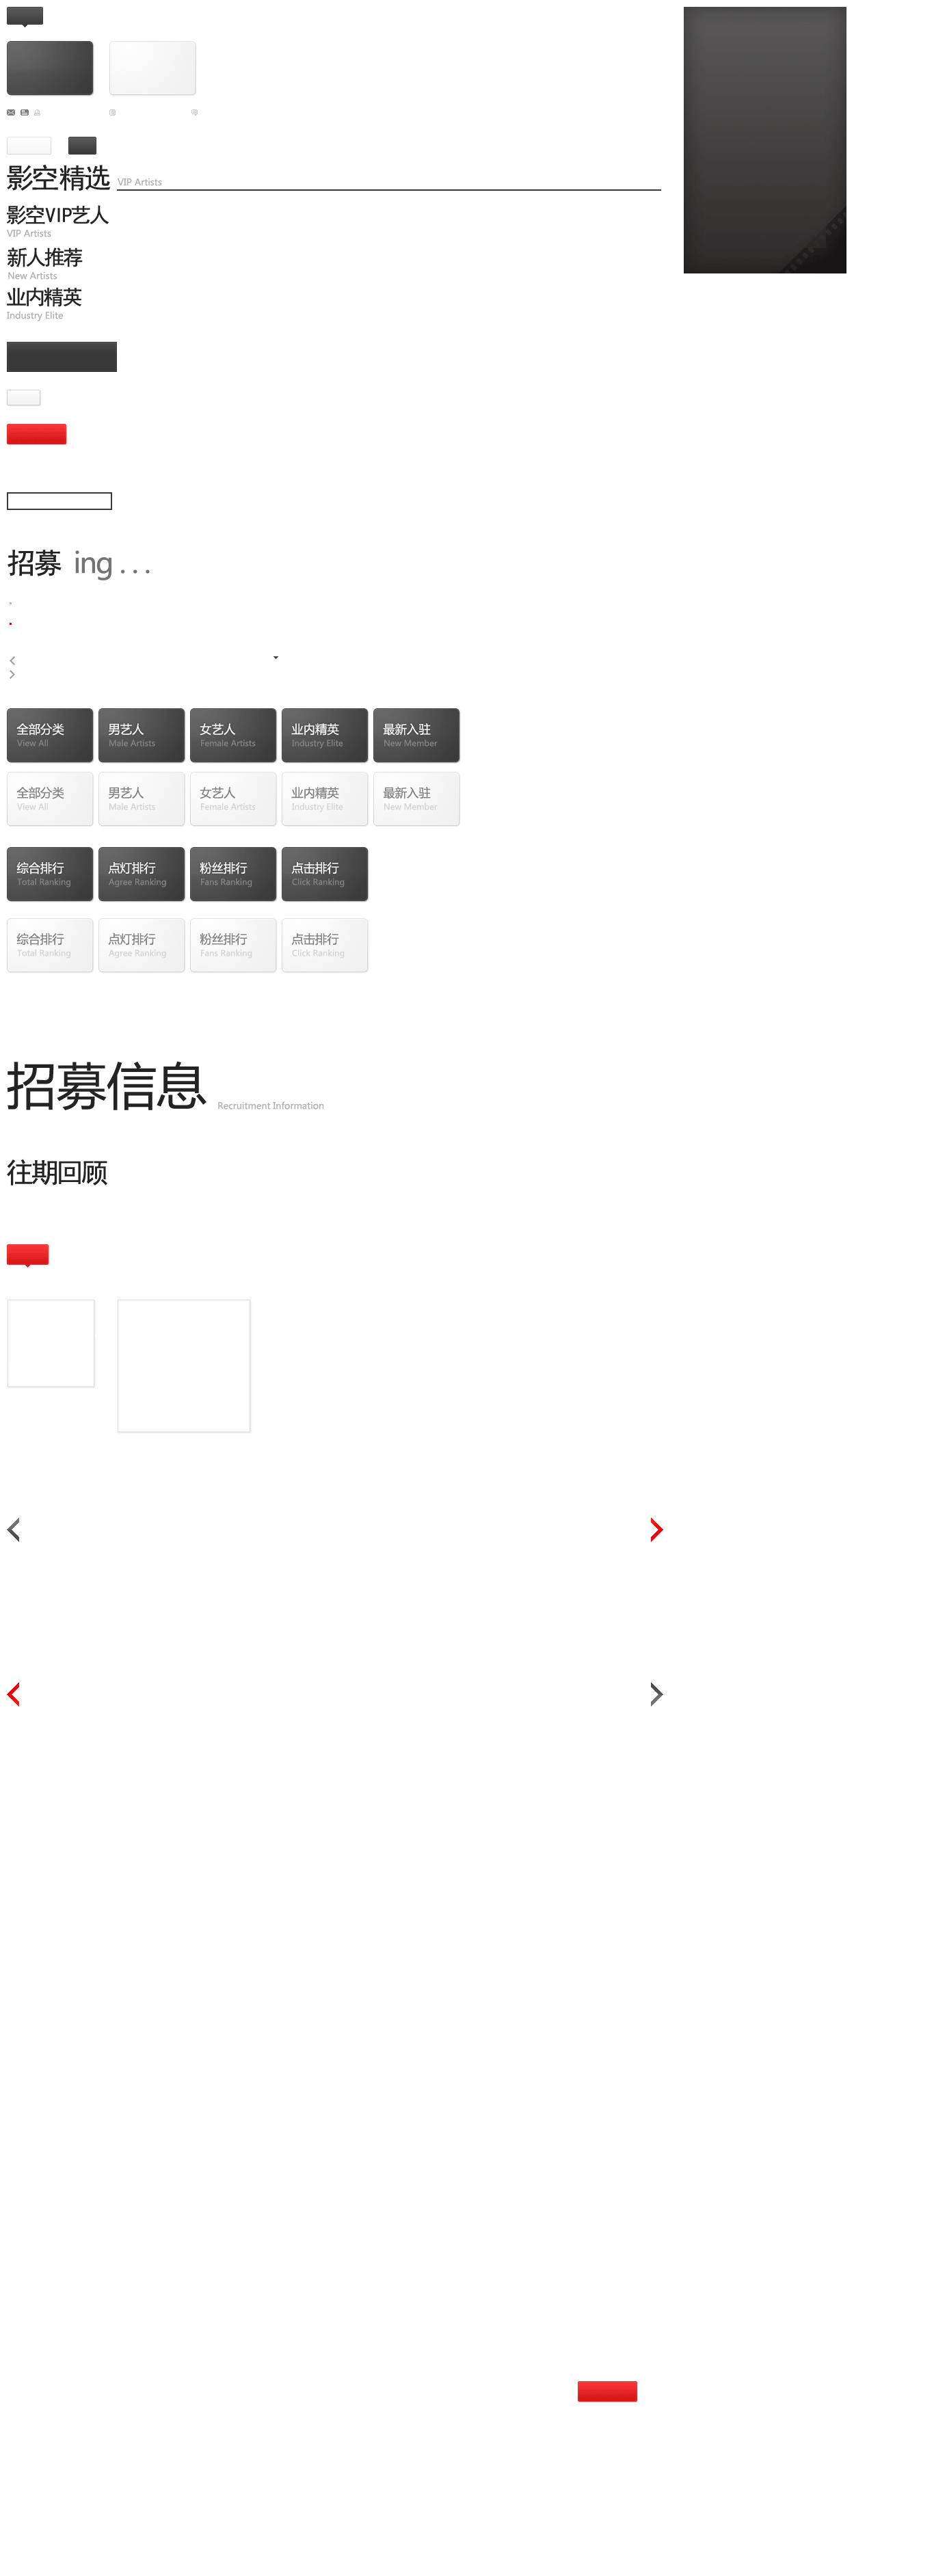 影空精选 VIP Artists
影空VIP艺人
VIP Artists
新人推荐
New Artists
业内精英
Industry Elite
招募 ing . . .
全部分类 男艺人 女艺人 业内精英 最新入驻
View All Male Artists Female Artists Industry Elite New Member
全部分类 男艺人 女艺人 业内精英 最新入驻
View All Male Artists Female Artists Industry Elite New Member
综合排行 点灯排行 粉丝排行 点击排行
Total Ranking Agree Ranking Fans Ranking Click Ranking
综合排行 点灯排行 粉丝排行 点击排行
Total Ranking Agree Ranking Fans Ranking Click Ranking
招募信息 Recruitment Information
往期回顾